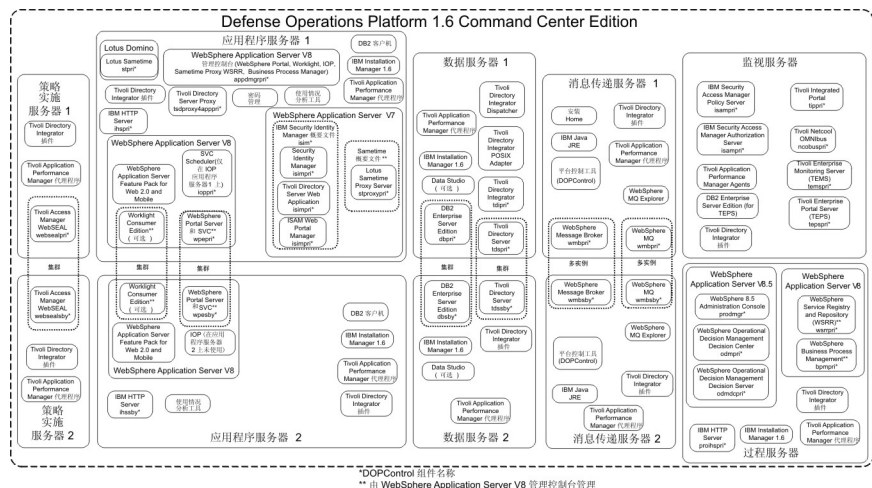 Defense Operations Platform 1.6 Command Center Edition
策略
实施
服务器 1
Tivoli Directory
Integrator
插件
Tivoli Application
Performance
Manager 代理程序
Tivoli Access
Manager
WebSEAL
websealpri*
集群
Tivoli Access
Manager
WebSEAL
websealsby*
Tivoli Directory
Integrator
插件
Tivoli Application
Performance
Manager 代理程序
策略
实施
服务器 2
应用程序服务器 1
Lotus Domino
Lotus Sametime
stpri*
WebSphere Application Server V8
管理控制台 (WebSphere Portal, Worklight, IOP,
Sametime Proxy WSRR, Business Process Manager)
appdmgrpri*
DB2 客户机
IBM Installation
Manager 1.6
Tivoli Directory
Integrator 插件
Tivoli Directory
Server Proxy
tsdproxy4apppri*
密码
管理
使用情况
分析工具
Tivoli Application
Performance
Manager 代理程序
IBM HTTP
Server
ihspri*
WebSphere Application Server V8
WebSphere
Application Server
Feature Pack for
Web 2.0 and
Mobile
SVC
Scheduler(仅
在 IOP
应用程序
服务器1 上)
ioppri*
Worklight
Consumer
Edition**
(可选)
WebSphere
Portal Server
和 SVC**
wpepri*
WebSphere Application Server V7
IBM Security Identity
Manager 概要文件
isim*
Security
Identity
Manager
isimpri*
Tivoli Directory
Server Web
Application
isimpri*
ISAM Web
Portal
Manager
isimpri*
Sametime
概要文件 **
Lotus
Sametime
Proxy Server
stproxypri*
集群
集群
Worklight
Consumer
Edition**
(可选)
WebSphere
Portal Server
和SVC**
wpesby*
WebSphere
Application Server
Feature Pack for
Web 2.0 and
Mobile
IOP (在应用
程序服务器
2 上未使用)
WebSphere Application Server V8
DB2 客户机
IBM Installation
Manager 1.6
Tivoli Application
Performance
Manager 代理程序
IBM HTTP
Server
ihssby*
使用情况
分析工具
Tivoli Directory
Integrator
插件
应用程序服务器 2
数据服务器 1
Tivoli Application
Performance
Manager 代理程序
Tivoli
Directory
Integrator
Dispatcher
IBM Installation
Manager 1.6
Tivoli
Directory
Integrator
POSIX
Adapter
Data Studio
(可选)
Tivoli
Directory
Integrator
tdipri*
DB2
Enterprise
Server
Edition
dbpri*
Tivoli
Directory
Server
tdspri*
集群
集群
DB2
Enterprise
Server
Edition
dbsby*
Tivoli
Directory
Server
tdssby*
IBM Installation
Manager 1.6
Tivoli Directory
Integrator
插件
Data Studio
(可选)
Tivoli Application
Performance
Manager 代理程序
数据服务器 2
消息传递服务器 1
安装
Home
Tivoli Directory
Integrator
插件
IBM Java
JRE
Tivoli Application
Performance
Manager 代理程序
平台控制工具
(DOPControl)
WebSphere
MQ Explorer
WebSphere
Message Broker
wmbpri*
WebSphere
MQ
wmbpri*
多实例
多实例
WebSphere
Message Broker
wmbsby*
WebSphere
MQ
wmbsby*
WebSphere
MQ Explorer
平台控制工具
(DOPControl)
IBM Java
JRE
Tivoli Directory
Integrator
插件
Tivoli Application
Performance
Manager 代理程序
消息传递服务器 2
监视服务器
IBM Security
Access Manager
Policy Server
isampri*
Tivoli Integrated
Portal
tippri*
IBM Security Access
Manager Authorization
Server
isampri*
Tivoli Netcool
OMNIbus
ncobuspri*
Tivoli Application
Performance
Manager Agents
Tivoli Enterprise
Monitoring Server
(TEMS)
temspri*
DB2 Enterprise
Server Edition (for
TEPS)
Tivoli Enterprise
Portal Server
(TEPS)
tepspri*
Tivoli Directory
Integrator
插件
WebSphere
Application Server V8.5
WebSphere 8.5
Administration Console
prodmgr*
WebSphere Operational
Decision Management
Decision Center
odmpri*
WebSphere Operational
Decision Management
Decision Server
odmdcpri*
WebSphere
Application Server V8
WebSphere
Service Registry
and Repository
(WSRR)**
wsrrpri*
WebSphere
Business Process
Management**
bpmpri*
Tivoli Directory
Integrator
插件
IBM HTTP
Server
proihspri*
IBM Installation
Manager 1.6
Tivoli Application
Performance
Manager 代理程序
过程服务器
*DOPControl 组件名称
** 由 WebSphere Application Server V8 管理控制台管理